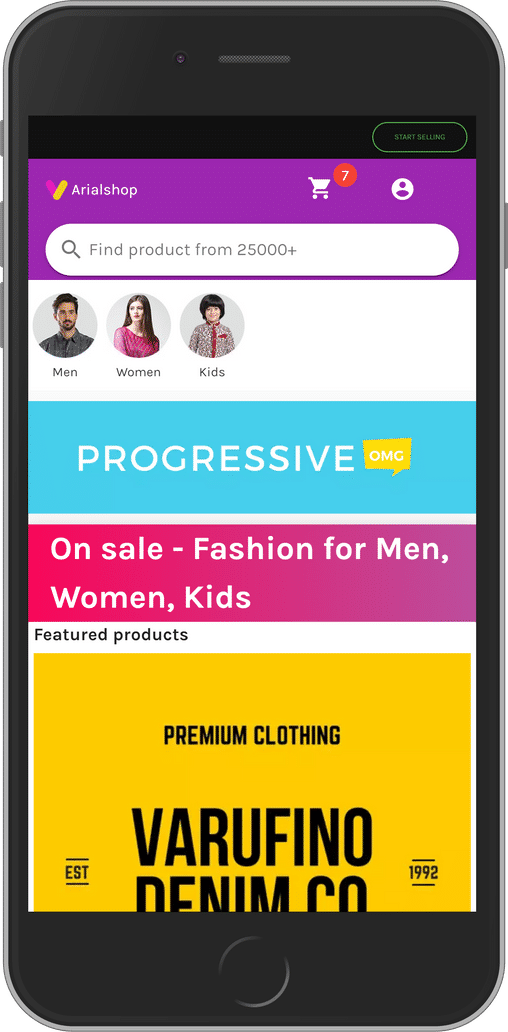 START SELLING
Arialshop
7
Find product from 25000+
Men
Women
Kids
PROGRESSIVE
OMG
On sale - Fashion for Men,
Women, Kids
Featured products
PREMIUM CLOTHING
VARUFINO
EST
1992
DENIM CO